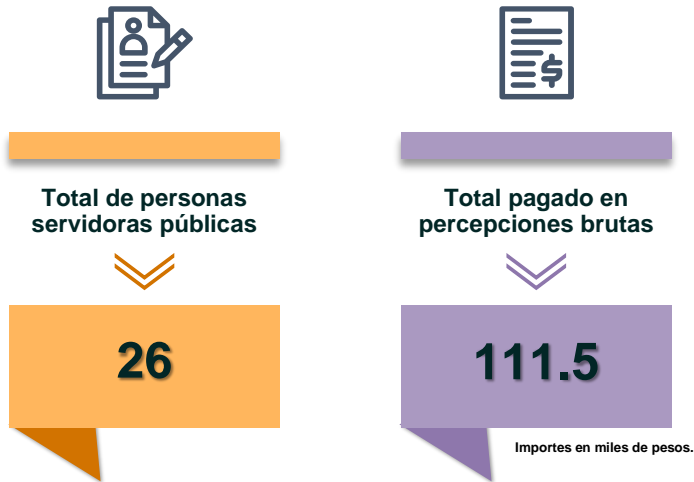 Total de personas
servidoras públicas
26
Total pagado en
percepciones brutas
111.5
Importes en miles de pesos.